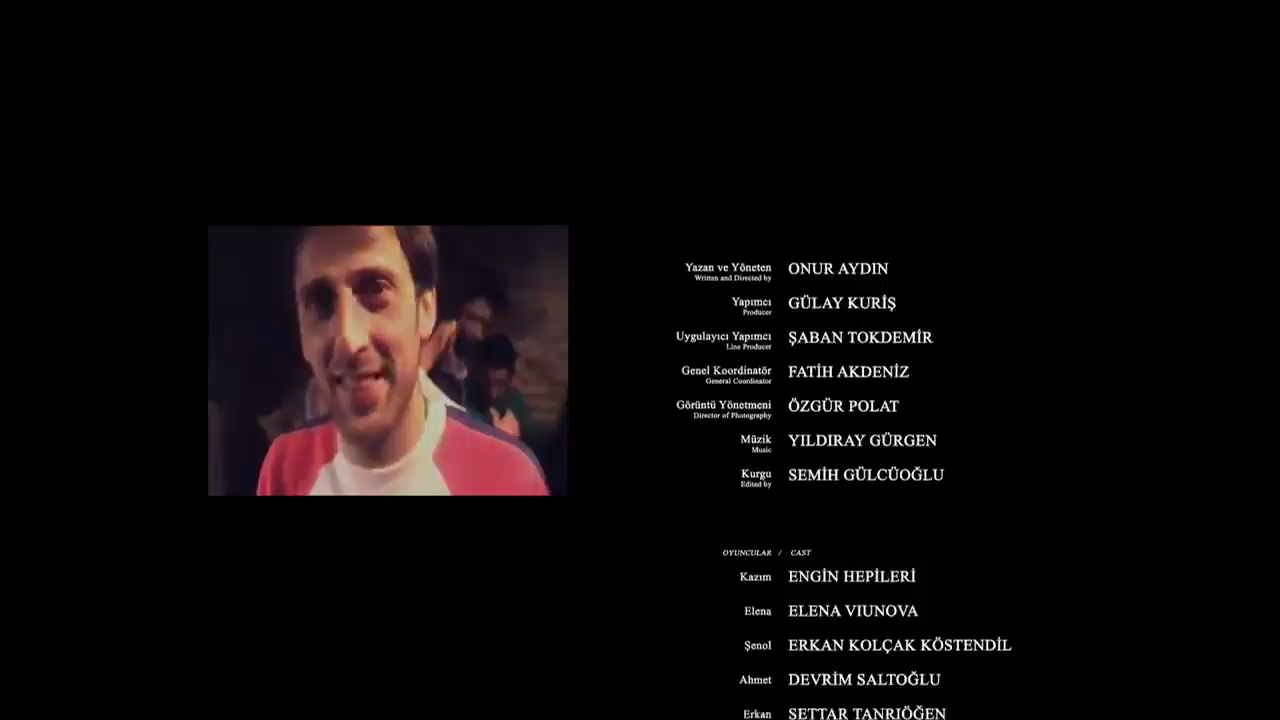 Yazan ve Yöneten ONUR AYDIN
Written and Directed by
Yapımcı GÜLAY KURİŞ
Producer
Uygulayıcı Yapımcı ŞABAN TOKDEMİR
Line Producer
Genel Koordinatör FATİH AKDENİZ
General Coordinator
Görüntü Yönetmeni ÖZGÜR POLAT
Director of Photography
Müzik YILDIRAY GÜRGEN
Music
Kurgu SEMİH GÜLCÜOĞLU
Edited by
OYUNCULAR / CAST
Kazım ENGİN HEPİLERİ
Elena ELENA VIUNOVA
Şenol ERKAN KOLÇAK KÖSTENDİL
Ahmet DEVRİM SALTOĞLU
Erkan SETTAR TANRIÖĞEN